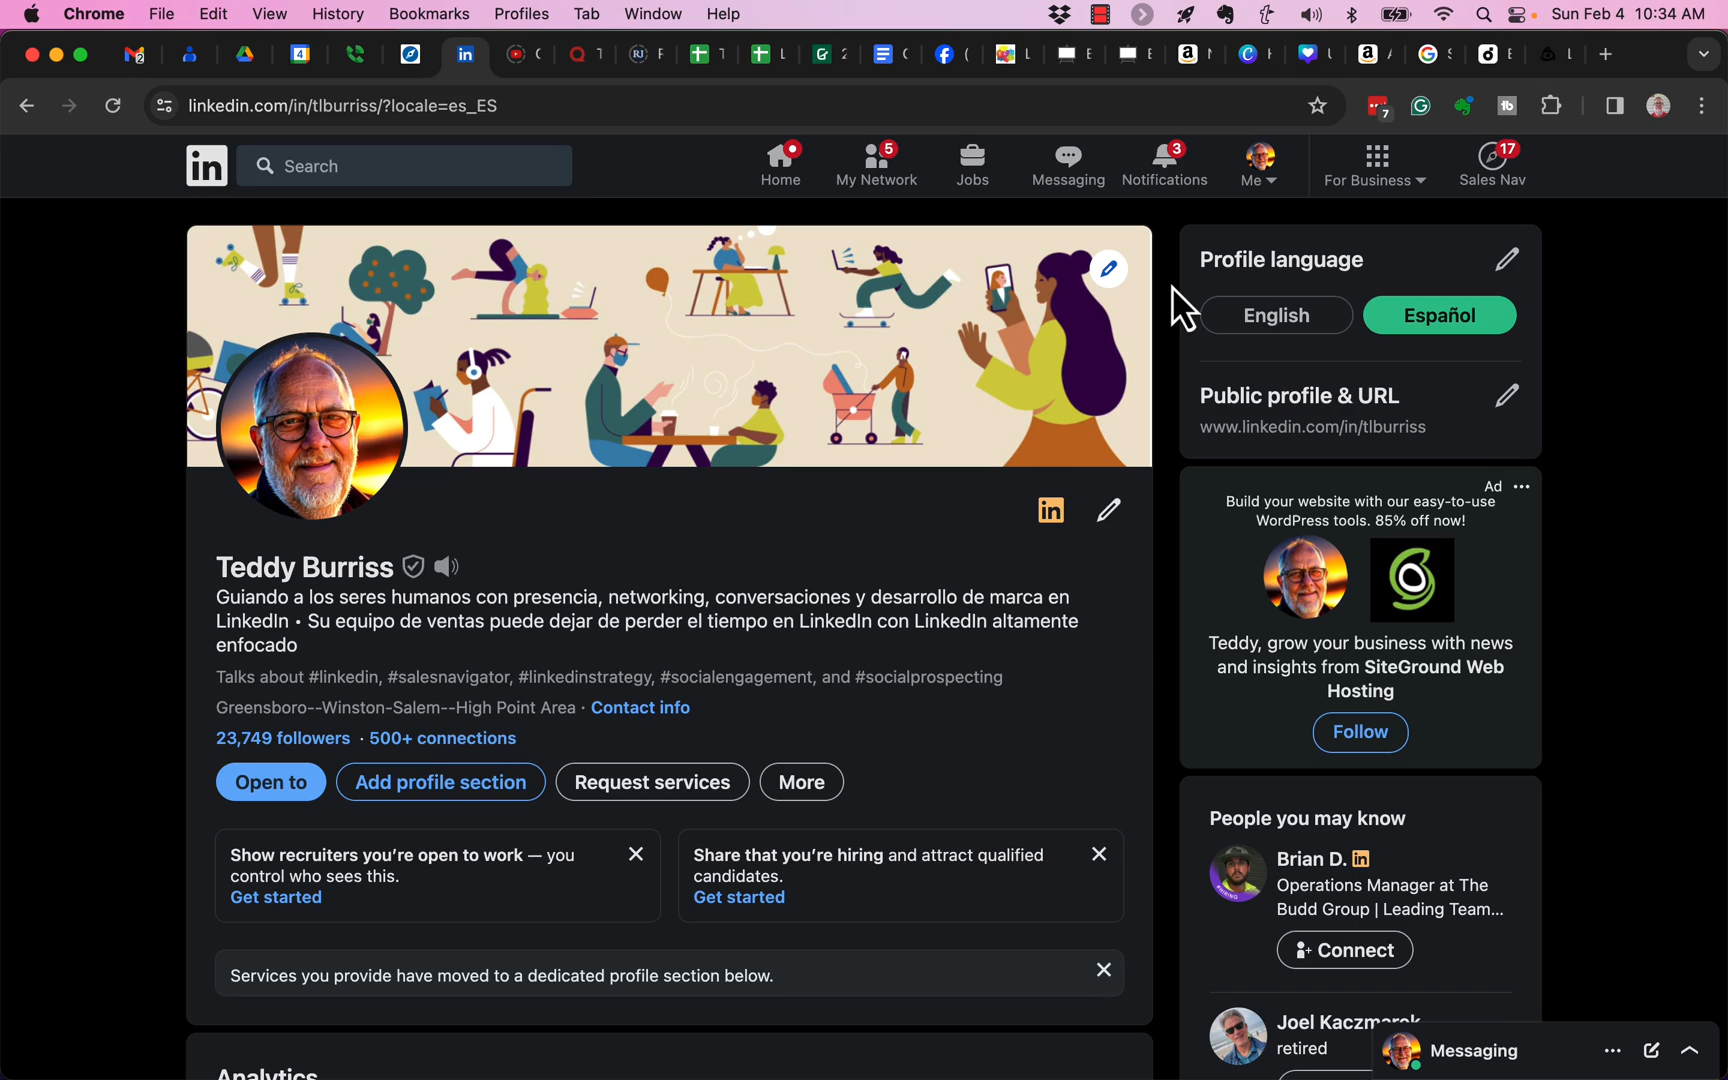 Chrome File Edit View History Bookmarks Profiles Tab Window Help
Sun Feb 4 10:34 AM
linkedin.com/in/tlburriss/?locale=es_ES
7
in Search
Home
5 My Network
Jobs
Messaging
3 Notifications
Me
For Business
17 Sales Nav
Profile language
English Español
Public profile & URL
www.linkedin.com/in/tlburriss
in
Teddy Burriss
Guiando a los seres humanos con presencia, networking, conversaciones y desarrollo de marca en
LinkedIn • Su equipo de ventas puede dejar de perder el tiempo en LinkedIn con LinkedIn altamente
enfocado
Talks about #linkedin, #salesnavigator, #linkedinstrategy, #socialengagement, and #socialprospecting
Greensboro--Winston-Salem--High Point Area · Contact info
23,749 followers · 500+ connections
Open to Add profile section Request services More
Show recruiters you're open to work — you
control who sees this.
Get started
Share that you're hiring and attract qualified
candidates.
Get started
Services you provide have moved to a dedicated profile section below.
Analytics
Ad
Build your website with our easy-to-use
WordPress tools. 85% off now!
Teddy, grow your business with news
and insights from SiteGround Web
Hosting
Follow
People you may know
Brian D. in
Operations Manager at The
Budd Group | Leading Team...
Connect
Joel Kaczmarek
retired
Messaging